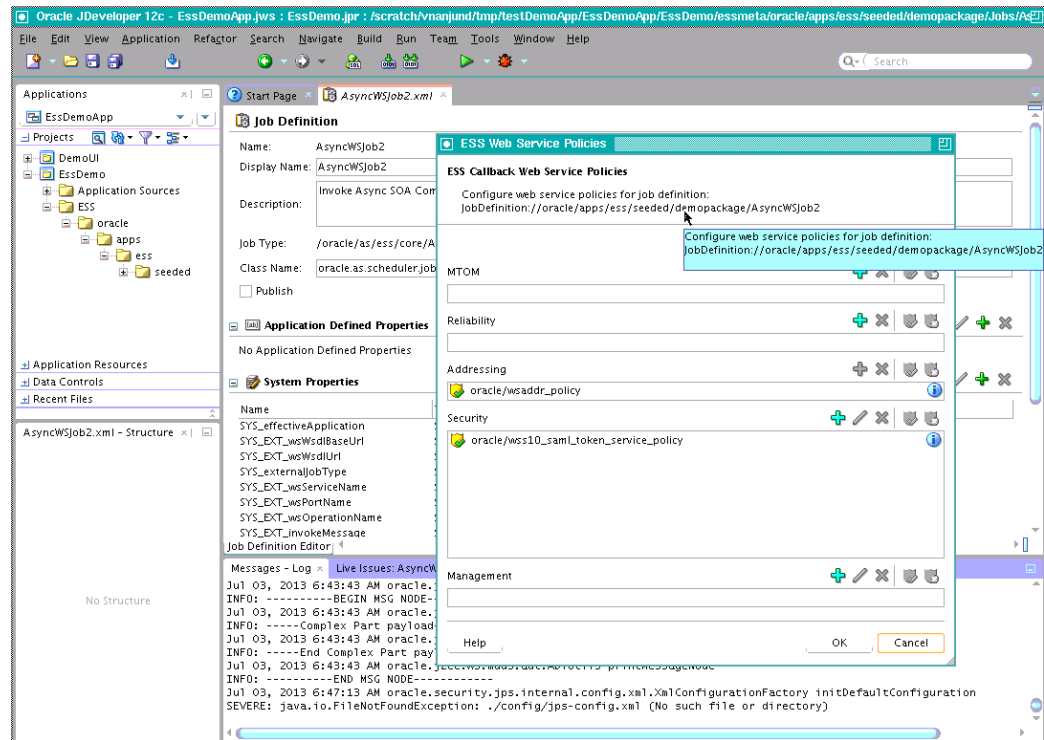 Oracle JDeveloper 12c - EssDemoApp.jws : EssDemo.jpr : /scratch/vnanjund/tmp/testDemoApp/EssDemoApp/EssDemo/essmeta/oracle/apps/ess/seeded/demopackage/Jobs/As
File Edit View Application Refactor Search Navigate Build Run Team Tools Window Help
Search
Applications
EssDemoApp
Projects
DemoUI
EssDemo
Application Sources
ESS
oracle
apps
ess
seeded
Application Resources
Data Controls
Recent Files
AsyncWSJob2.xml - Structure
No Structure
Start Page
AsyncWSJob2.xml
Job Definition
Name: AsyncWSJob2
Display Name: AsyncWSJob2
Description: Invoke Async SOA Com
Job Type: /oracle/as/ess/core/A
Class Name: oracle.as.scheduler.job
Publish
Application Defined Properties
No Application Defined Properties
System Properties
Name
SYS_effectiveApplication
SYS_EXT_wsWsdlBaseUrl
SYS_EXT_wsWsdlUrl
SYS_externalJobType
SYS_EXT_wsServiceName
SYS_EXT_wsPortName
SYS_EXT_wsOperationName
SYS_EXT_invokeMessage
Job Definition Editor
ESS Web Service Policies
ESS Callback Web Service Policies
Configure web service policies for job definition:
JobDefinition://oracle/apps/ess/seeded/demopackage/AsyncWSJob2
Configure web service policies for job definition:
JobDefinition://oracle/apps/ess/seeded/demopackage/AsyncWSJob2
MTOM
Reliability
Addressing
oracle/wsaddr_policy
Security
oracle/wss10_saml_token_service_policy
Management
Help OK Cancel
Messages - Log Live Issues: AsyncW
Jul 03, 2013 6:43:43 AM oracle.
INFO: ----------BEGIN MSG NODE--
Jul 03, 2013 6:43:43 AM oracle.
INFO: -----Complex Part payload
Jul 03, 2013 6:43:43 AM oracle.
INFO: -----End Complex Part pay
Jul 03, 2013 6:43:43 AM oracle.
INFO: ----------END MSG NODE------------
Jul 03, 2013 6:47:13 AM oracle.security.jps.internal.config.xml.XmlConfigurationFactory initDefaultConfiguration
SEVERE: java.io.FileNotFoundException: ./config/jps-config.xml (No such file or directory)